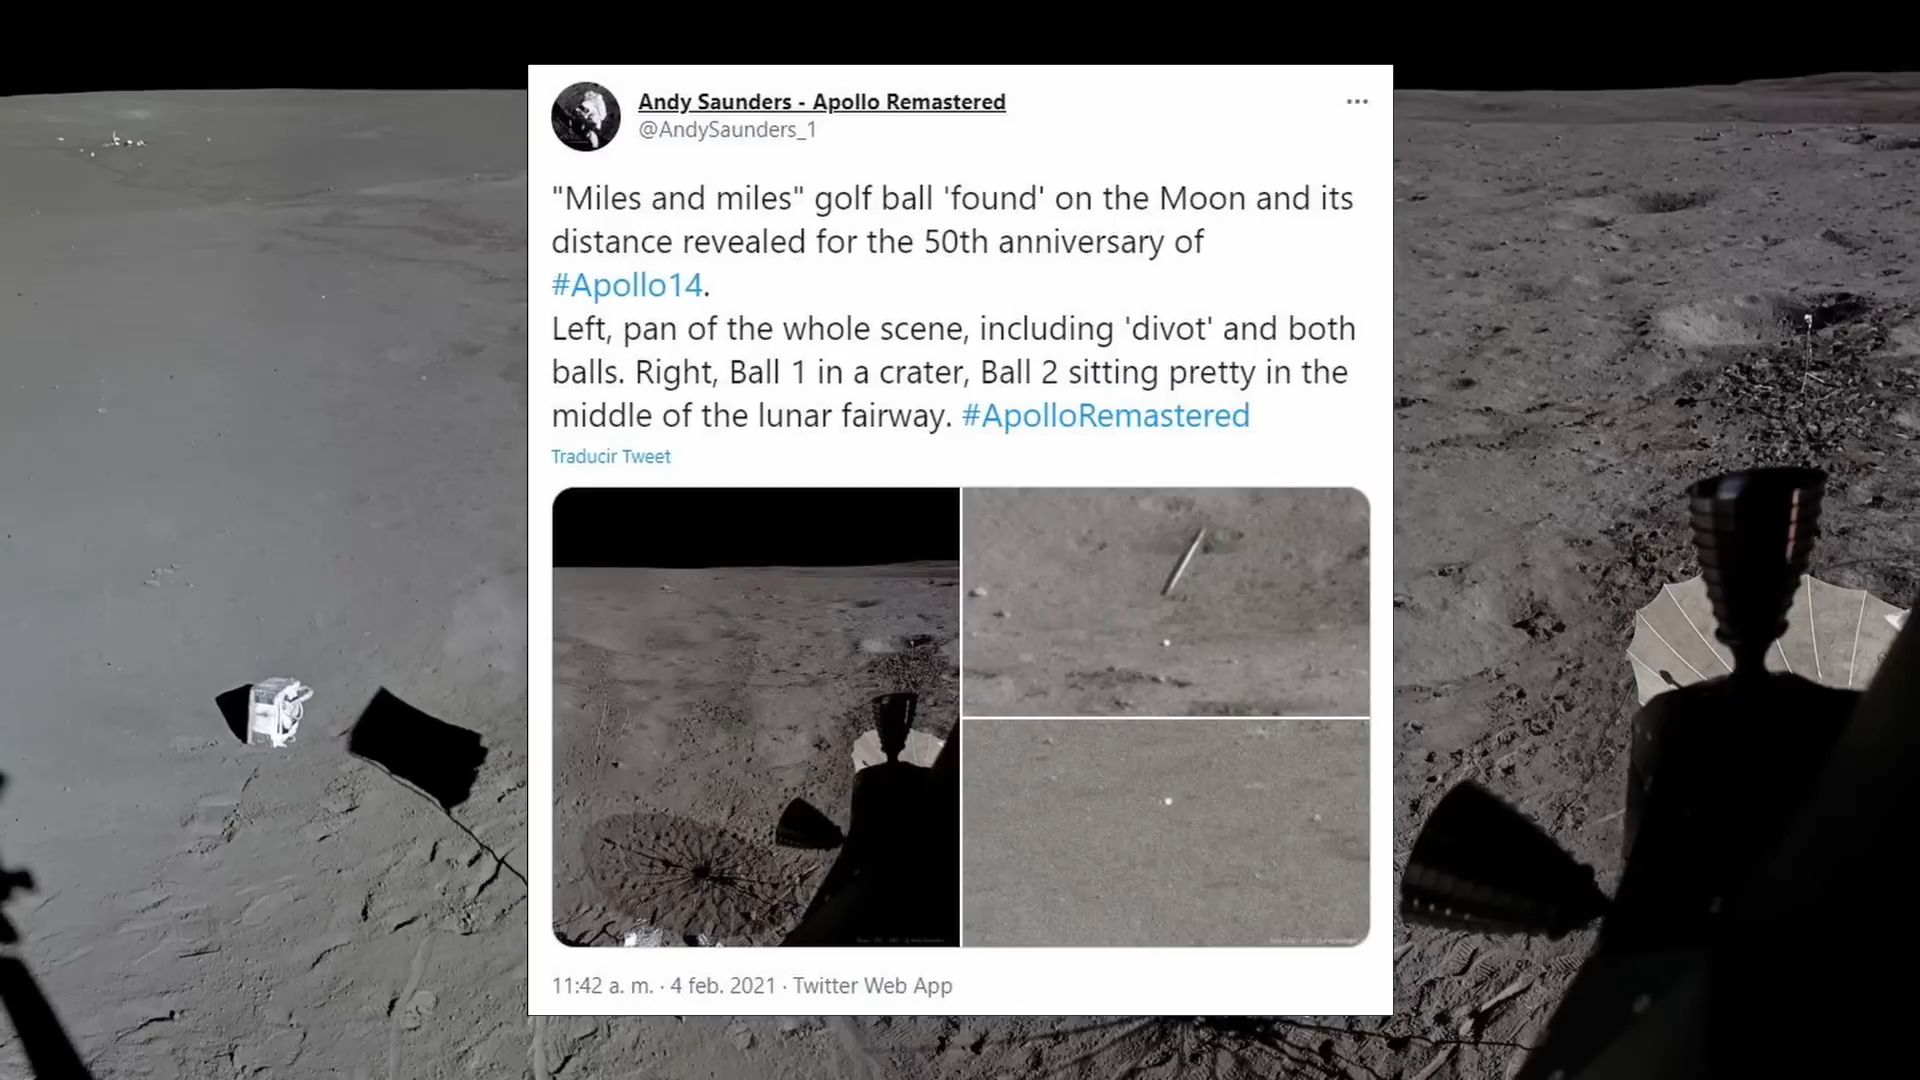 Andy Saunders - Apollo Remastered
@AndySaunders_1
"Miles and miles" golf ball 'found' on the Moon and its
distance revealed for the 50th anniversary of
#Apollo14.
Left, pan of the whole scene, including 'divot' and both
balls. Right, Ball 1 in a crater, Ball 2 sitting pretty in the
middle of the lunar fairway. #ApolloRemastered
Traducir Tweet
11:42 a. m. · 4 feb. 2021 · Twitter Web App